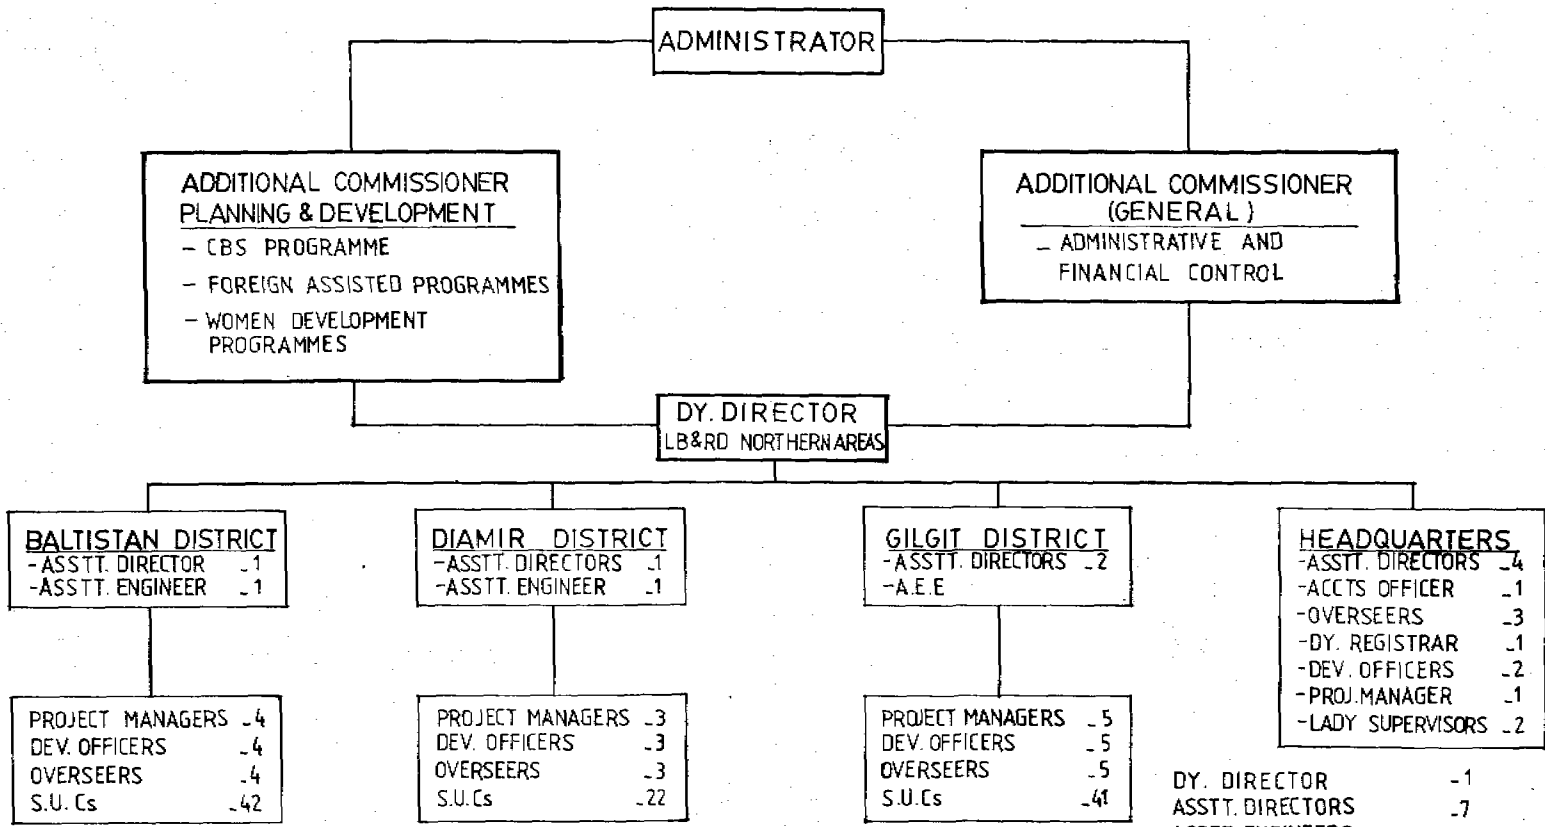 ADMINISTRATOR
ADDITIONAL COMMISSIONER
PLANNING & DEVELOPMENT
- CBS PROGRAMME
- FOREIGN ASSISTED PROGRAMMES
- WOMEN DEVELOPMENT
PROGRAMMES
ADDITIONAL COMMISSIONER
(GENERAL)
- ADMINISTRATIVE AND
FINANCIAL CONTROL
DY. DIRECTOR
LB&RD NORTHERN AREAS
BALTISTAN DISTRICT
-ASSTT. DIRECTOR -1
-ASSTT. ENGINEER -1
PROJECT MANAGERS -4
DEV. OFFICERS -4
OVERSEERS -4
S.U.Cs -42
DIAMIR DISTRICT
-ASSTT. DIRECTORS -1
-ASSTT. ENGINEER -1
PROJECT MANAGERS -3
DEV. OFFICERS -3
OVERSEERS -3
S.U.Cs -22
GILGIT DISTRICT
-ASSTT. DIRECTORS -2
-A.E.E
PROJECT MANAGERS -5
DEV. OFFICERS -5
OVERSEERS -5
S.U.Cs -41
HEADQUARTERS
-ASSTT. DIRECTORS -4
-ACCTS OFFICER -1
-OVERSEERS -3
-DY. REGISTRAR -1
-DEV. OFFICERS -2
-PROJ.MANAGER -1
-LADY SUPERVISORS -2
DY. DIRECTOR -1
ASSTT. DIRECTORS -7